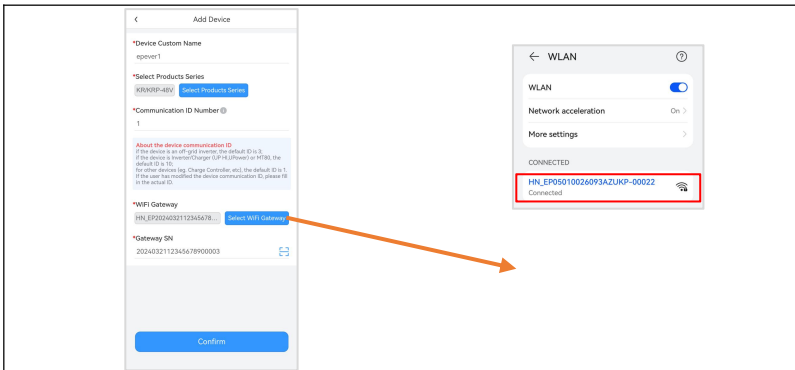 Add Device
*Device Custom Name
epever1
*Select Products Series
KR/KRP-48V Select Products Series
*Communication ID Number
1
About the device communication ID
If the device is an off-grid inverter, the default ID is 3;
If the device is Inverter/Charger (UP HI,UPower) or MT80, the
default ID is 10;
for other devices (eg. Charge Controller, etc), the default ID is 1.
If the user has modified the device communication ID, please fill
in the actual ID.
*WiFi Gateway
HN_EP2024032112345678... Select WiFi Gateway
*Gateway SN
2024032112345678900003
Confirm
WLAN
WLAN
Network acceleration On
More settings
CONNECTED
HN_EP05010026093AZUKP-00022
Connected